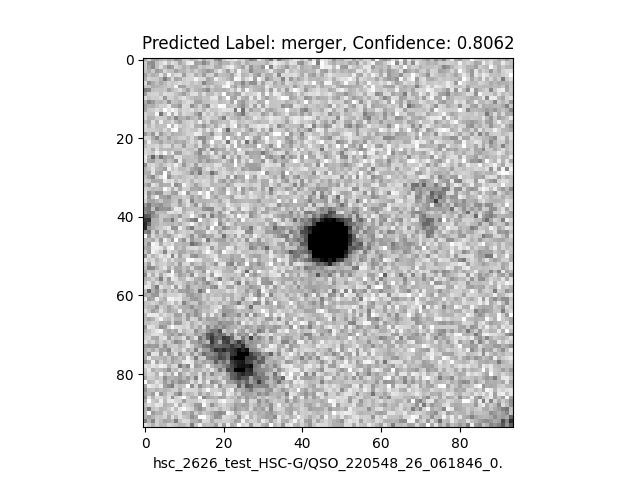 Predicted Label: merger, Confidence: 0.8062
0
20
40
60
80
0 20 40 60 80
hsc_2626_test_HSC-G/QSO_220548_26_061846_0.